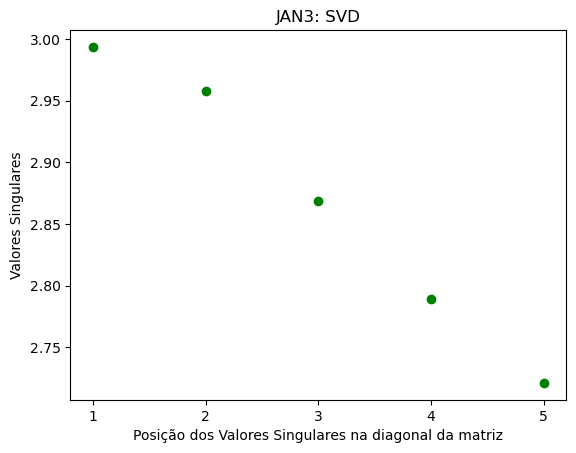 JAN3: SVD
3.00
2.95
2.90
2.85
2.80
2.75
Valores Singulares
1 2 3 4 5
Posição dos Valores Singulares na diagonal da matriz